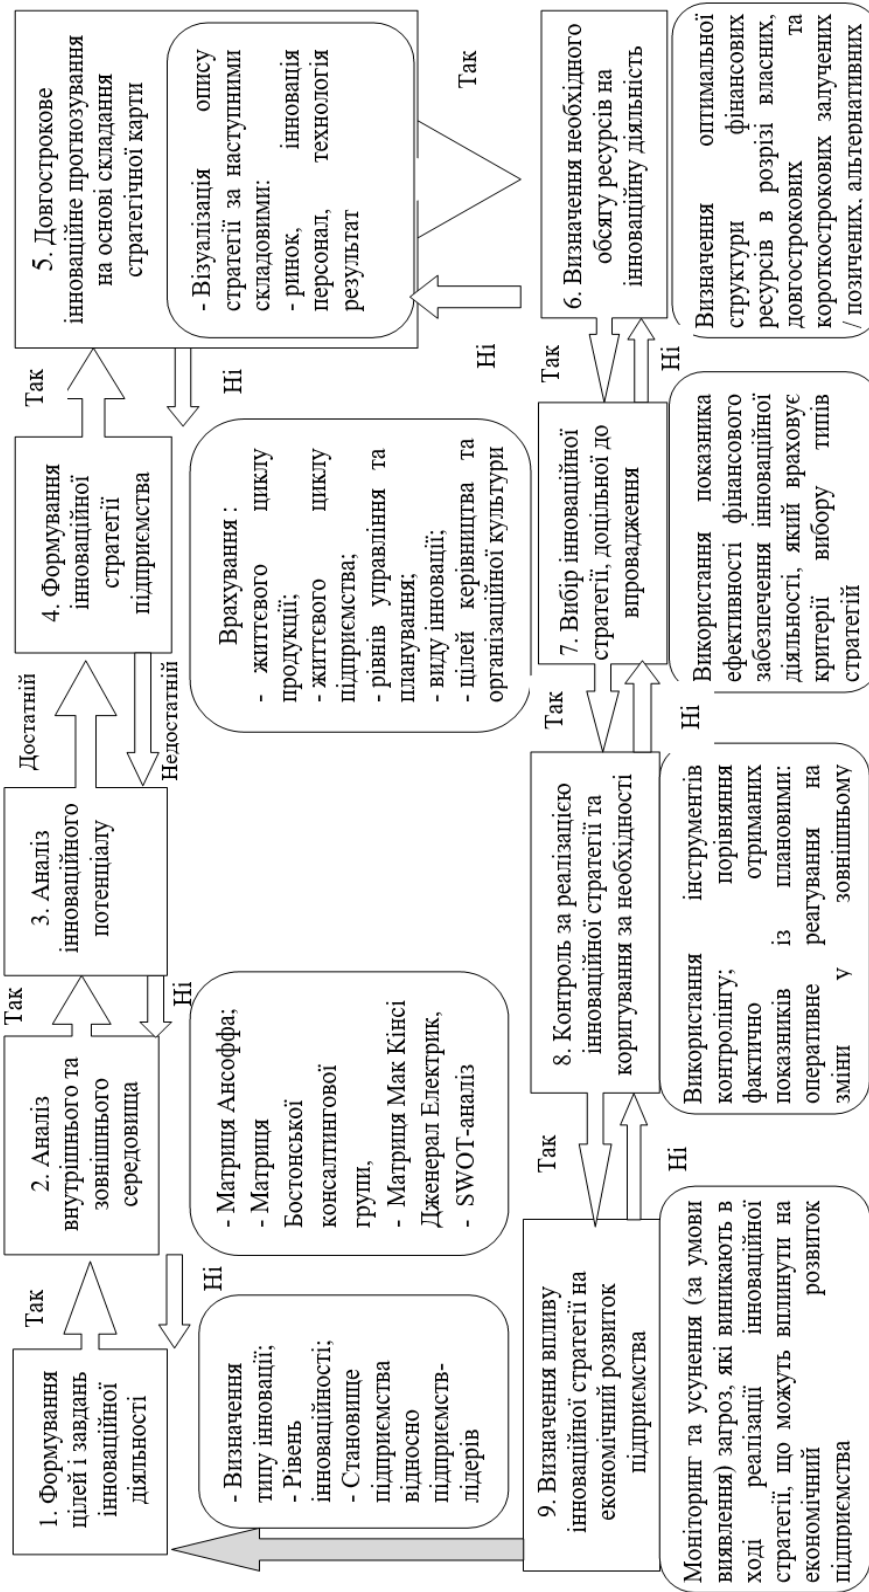 1. Формування
цілей і завдань
інноваційної
діяльності
Так
Ні
- Визначення
типу інновації;
- Рівень
інноваційності;
- Становище
підприємства
відносно
підприємств-
лідерів
2. Аналіз
внутрішнього та
зовнішнього
середовища
Так
Ні
- Матриця Ансоффа;
- Матриця
Бостонської
консалтингової
групи,
- Матриця Мак Кінсі
Дженерал Електрик,
- SWOT-аналіз
3. Аналіз
інноваційного
потенціалу
Достатній
Недостатній
4. Формування
інноваційної
стратегії
підприємства
Так
Ні
Врахування :
- життєвого циклу
продукції;
- життєвого циклу
підприємства;
- рівнів управління та
планування;
- виду інновації;
- цілей керівництва та
організаційної культури
5. Довгострокове
інноваційне прогнозування
на основі складання
стратегічної карти
- Візуалізація опису
стратегії за наступними
складовими:
- ринок, інновація
персонал, технологія
результат
Так
Ні
6. Визначення необхідного
обсягу ресурсів на
інноваційну діяльність
Визначення оптимальної
структури фінансових
ресурсів в розрізі власних,
довгострокових та
короткострокових залучених
/ позичених, альтернативних
Так
Ні
7. Вибір інноваційної
стратегії, доцільної до
впровадження
Використання показника
ефективності фінансового
забезпечення інноваційної
діяльності, який враховує
критерії вибору типів
стратегій
Так
Ні
8. Контроль за реалізацією
інноваційної стратегії та
коригування за необхідності
Використання інструментів
контролінгу; порівняння
фактично отриманих
показників із плановими:
оперативне реагування на
зміни у зовнішньому
Так
Ні
9. Визначення впливу
інноваційної стратегії на
економічний розвиток
підприємства
Моніторинг та усунення (за умови
виявлення) загроз, які виникають в
ході реалізації інноваційної
стратегії, що можуть вплинути на
економічний розвиток
підприємства